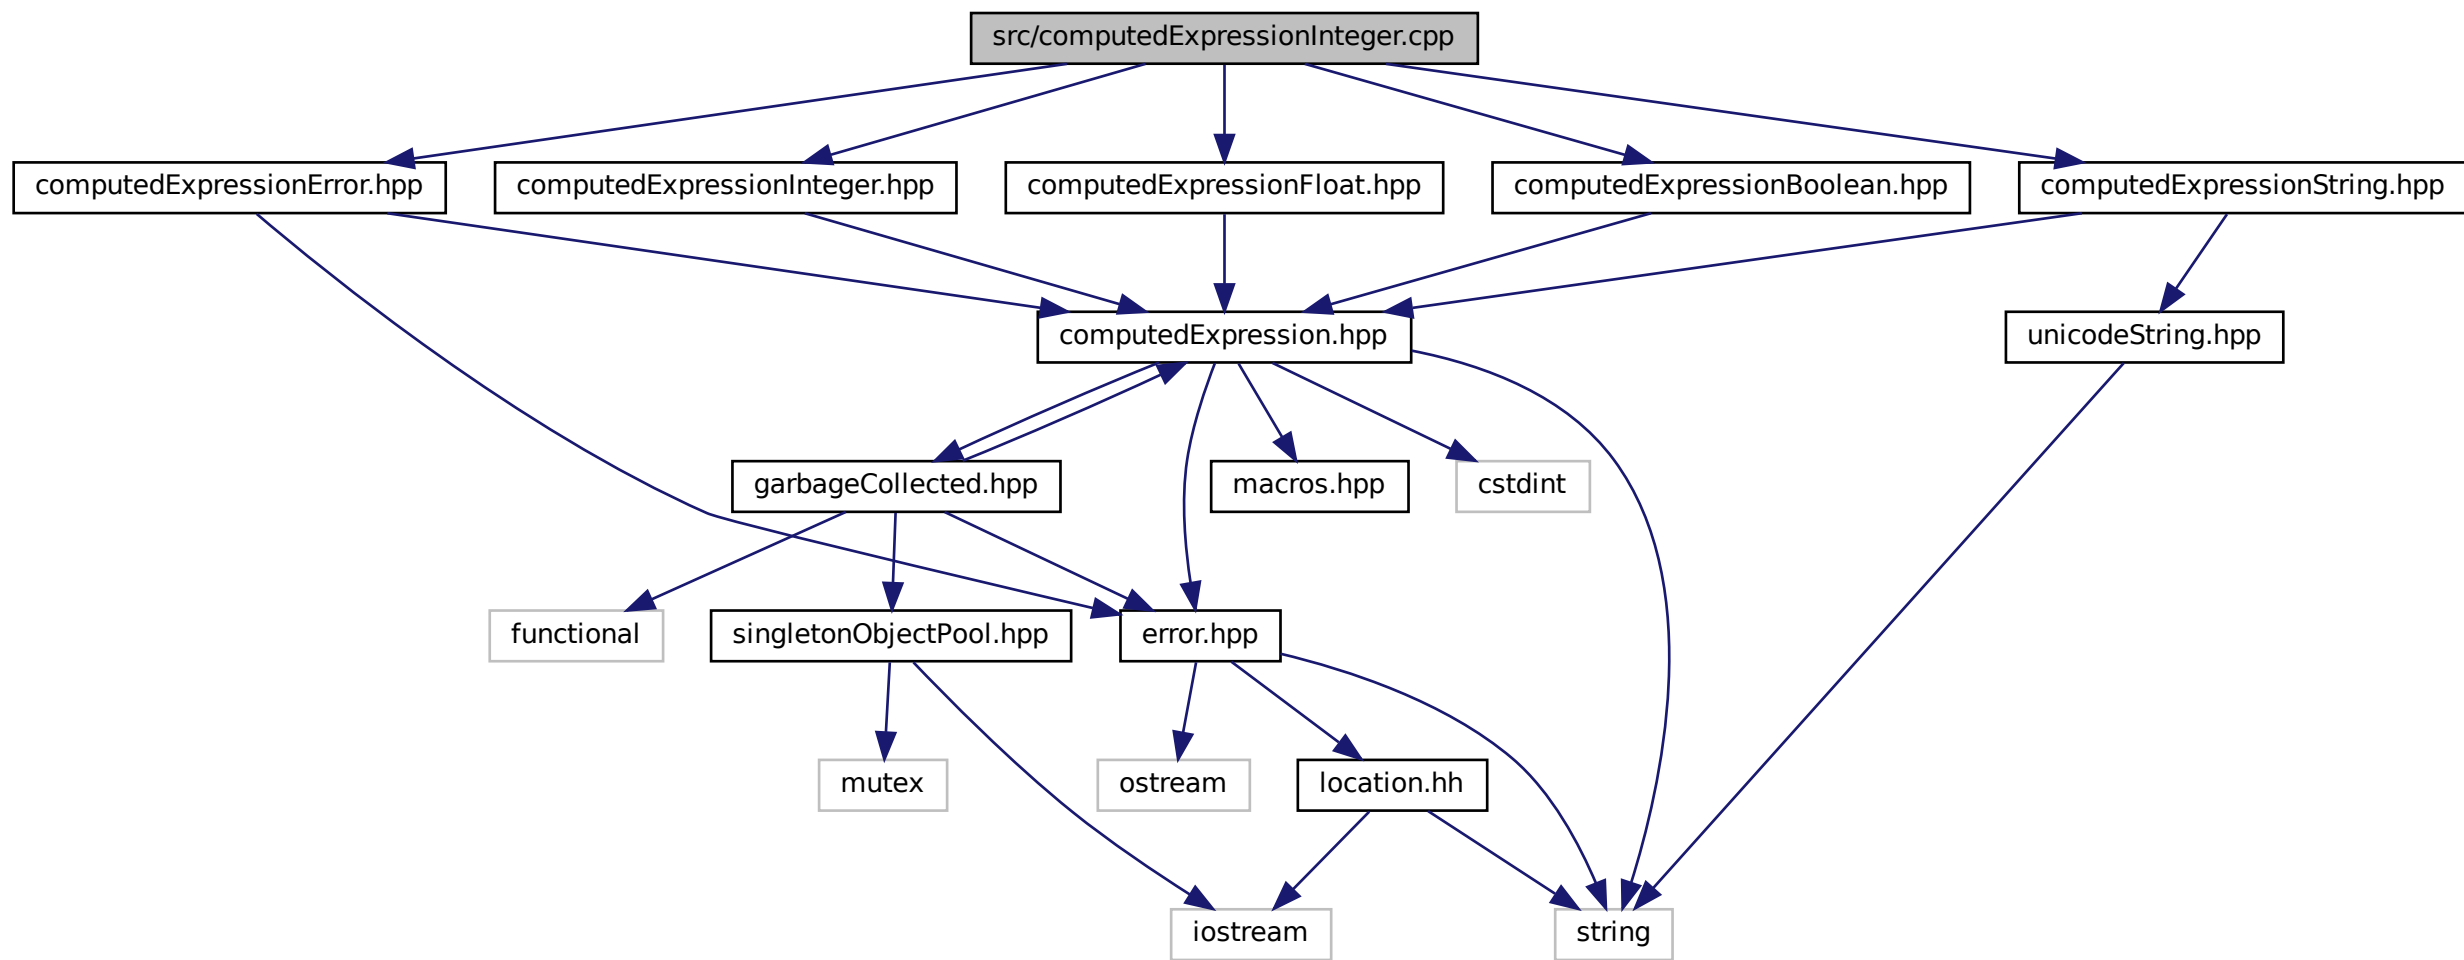 src/computedExpressionInteger.cpp
computedExpressionError.hpp
computedExpressionInteger.hpp
computedExpressionFloat.hpp
computedExpressionBoolean.hpp
computedExpressionString.hpp
computedExpression.hpp
unicodeString.hpp
garbageCollected.hpp
macros.hpp
cstdint
functional
singletonObjectPool.hpp
error.hpp
mutex
ostream
location.hh
iostream
string